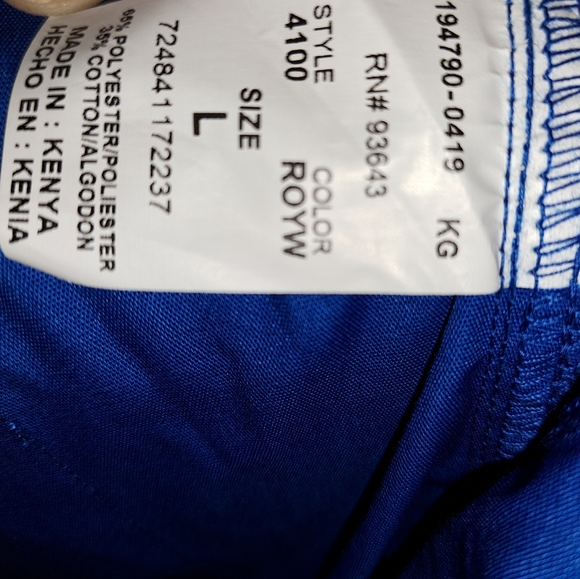 194790-0419 KG
RN# 93643
STYLE COLOR
4100 ROYW
SIZE
L
724841172237
65% POLYESTER/POLIESTER
35% COTTON/ALGODON
MADE IN : KENYA
HECHO EN : KENIA